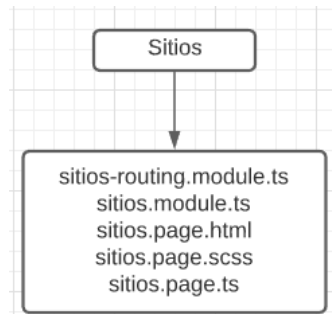 Sitios
sitios-routing.module.ts
sitios.module.ts
sitios.page.html
sitios.page.scss
sitios.page.ts